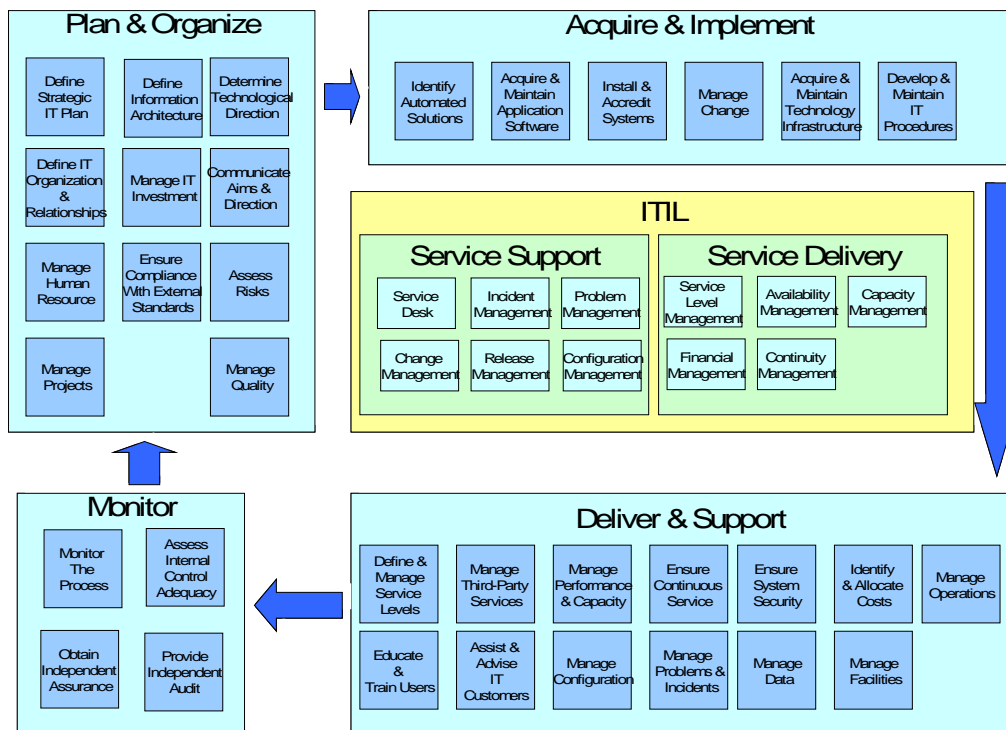 Plan & Organize
Define
Strategic
IT Plan
Define
Information
Architecture
Determine
Technological
Direction
Define IT
Organization
&
Relationships
Manage IT
Investment
Communicate
Aims &
Direction
Manage
Human
Resource
Ensure
Compliance
With External
Standards
Assess
Risks
Manage
Projects
Manage
Quality
Acquire & Implement
Identify
Automated
Solutions
Acquire &
Maintain
Application
Software
Install &
Accredit
Systems
Manage
Change
Acquire &
Maintain
Technology
Infrastructure
Develop &
Maintain
IT
Procedures
ITIL
Service Support
Service
Desk
Incident
Management
Problem
Management
Change
Management
Release
Management
Configuration
Management
Service Delivery
Service
Level
Management
Availability
Management
Capacity
Management
Financial
Management
Continuity
Management
Monitor
Monitor
The
Process
Assess
Internal
Control
Adequacy
Obtain
Independent
Assurance
Provide
Independent
Audit
Deliver & Support
Define &
Manage
Service
Levels
Manage
Third-Party
Services
Manage
Performance
& Capacity
Ensure
Continuous
Service
Ensure
System
Security
Identify
& Allocate
Costs
Manage
Operations
Educate
&
Train Users
Assist &
Advise
IT
Customers
Manage
Configuration
Manage
Problems &
Incidents
Manage
Data
Manage
Facilities